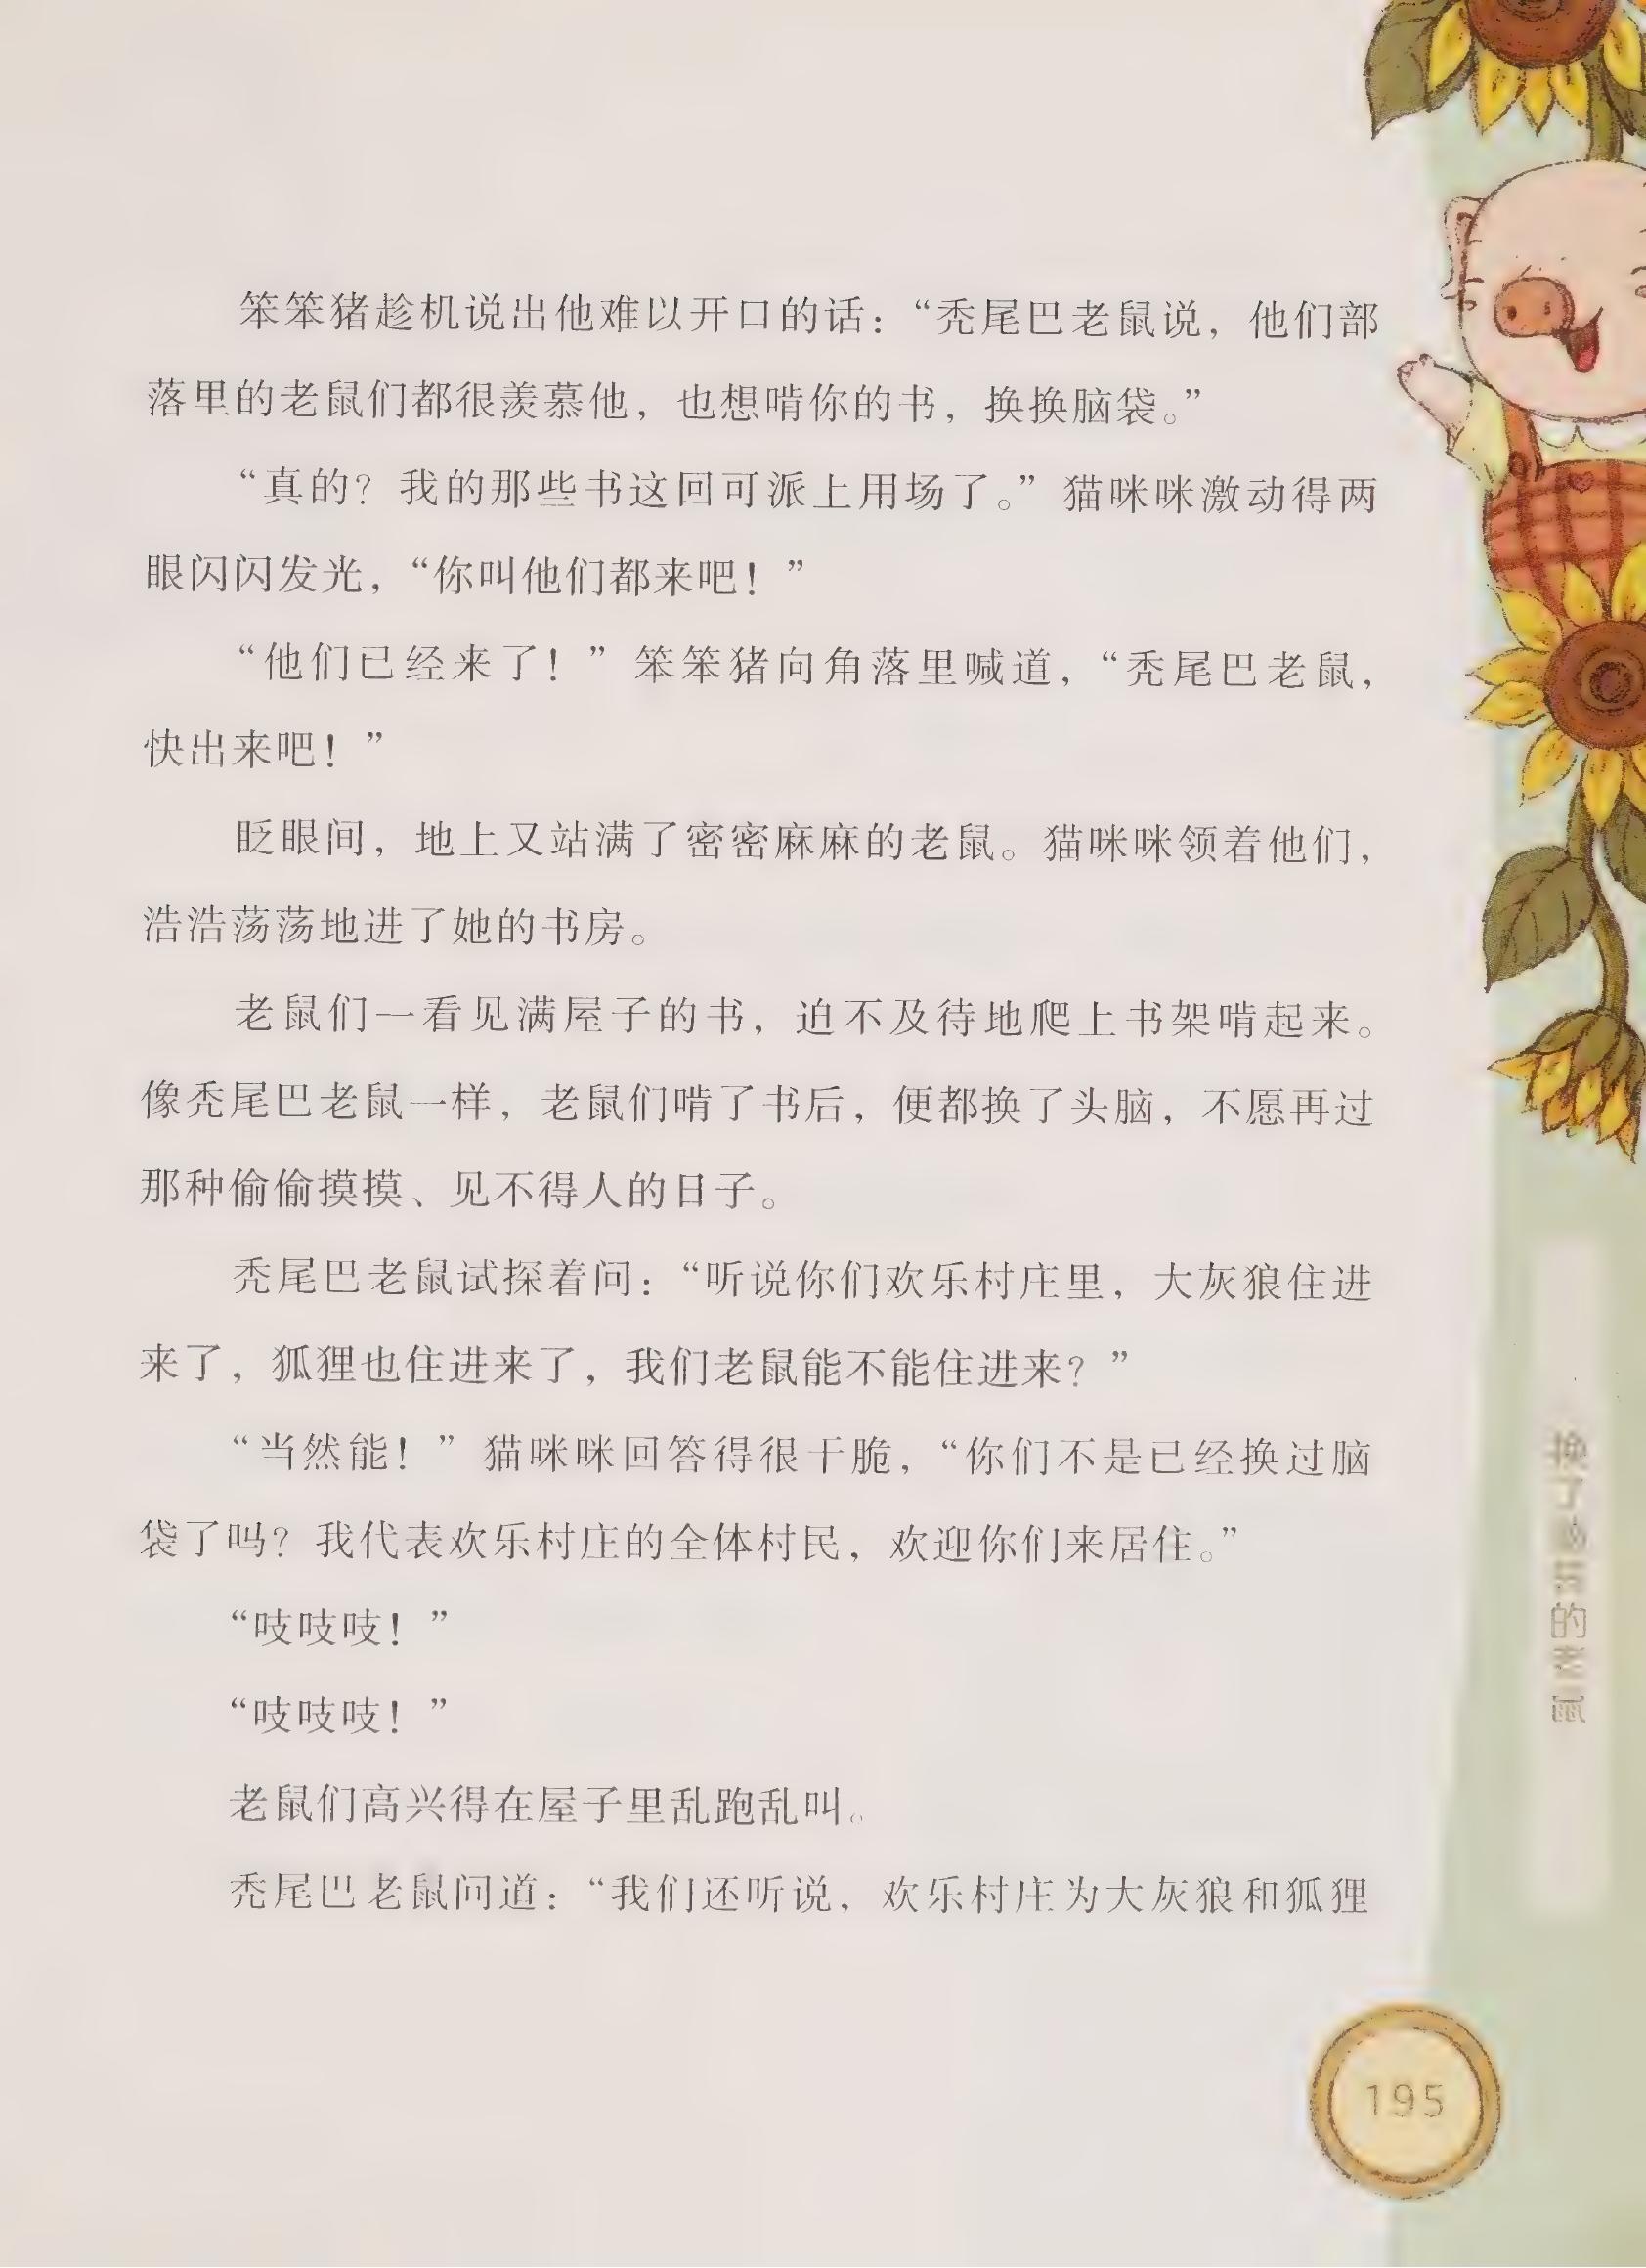 笨笨猪趁机说出他难以开口的话：“秃尾巴老鼠说，他们部
落里的老鼠们都很羡慕他，也想啃你的书，换换脑袋。”
“真的？我的那些书这回可派上用场了。”猫咪咪激动得两
眼闪闪发光，“你叫他们都来吧！”
“他们已经来了！”笨笨猪向角落里喊道，“秃尾巴老鼠，
快出来吧！”
眨眼间，地上又站满了密密麻麻的老鼠。猫咪咪领着他们，
浩浩荡荡地进了她的书房。
老鼠们一看见满屋子的书，迫不及待地爬上书架啃起来。
像秃尾巴老鼠一样，老鼠们啃了书后，便都换了头脑，不愿再过
那种偷偷摸摸、见不得人的日子。
秃尾巴老鼠试探着问：“听说你们欢乐村庄里，大灰狼住进
来了，狐狸也住进来了，我们老鼠能不能住进来？”
“当然能！”猫咪咪回答得很干脆，“你们不是已经换过脑
袋了吗？我代表欢乐村庄的全体村民，欢迎你们来居住。”
“吱吱吱！”
“吱吱吱！”
老鼠们高兴得在屋子里乱跑乱叫。
秃尾巴老鼠问道：“我们还听说，欢乐村庄为大灰狼和狐狸
换了脑袋的老鼠
195